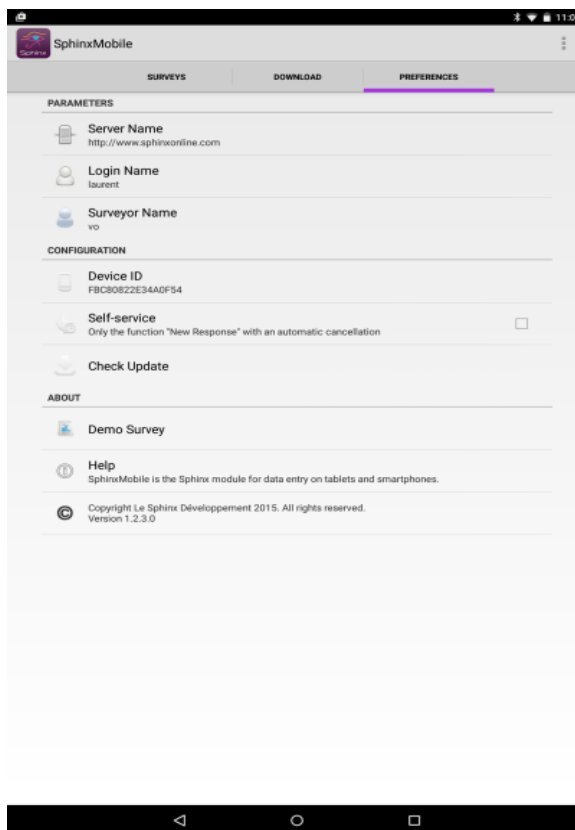 11:0
Sphinx
SphinxMobile
SURVEYS
DOWNLOAD
PREFERENCES
PARAMETERS
Server Name
http://www.sphinxonline.com
Login Name
laurent
Surveyor Name
vo
CONFIGURATION
Device ID
FBC80822E34A0F54
Self-service
Only the function "New Response" with an automatic cancellation
Check Update
ABOUT
Demo Survey
Help
SphinxMobile is the Sphinx module for data entry on tablets and smartphones.
© Copyright Le Sphinx Développement 2015. All rights reserved.
Version 1.2.3.0